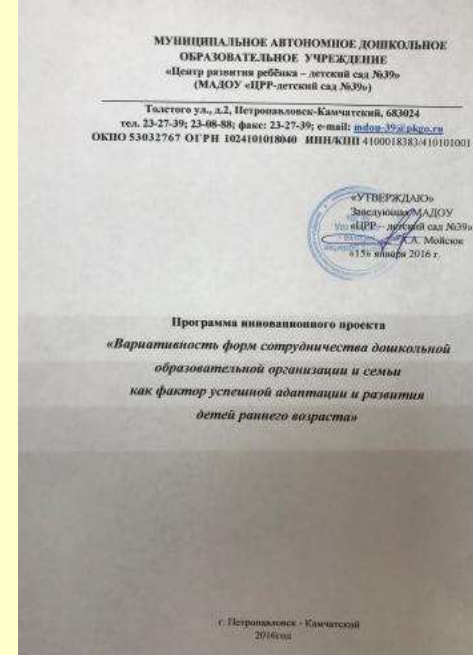 МУНИЦИПАЛЬНОЕ АВТОНОМНОЕ ДОШКОЛЬНОЕ
ОБРАЗОВАТЕЛЬНОЕ УЧРЕЖДЕНИЕ
«Центр развития ребёнка – детский сад №39»
(МАДОУ «ЦРР-детский сад №39»)
Толстого ул., д.2, Петропавловск-Камчатский, 683024
тел. 23-27-39; 23-08-88; факс: 23-27-39; e-mail: mdou-39@pkgo.ru
ОКПО 53032767 ОГРН 1024101018040 ИНН/КПП 4100018383/410101001
«УТВЕРЖДАЮ»
Заведующая МАДОУ
«ЦРР – детский сад №39»
А. Мойсюк
«15» января 2016 г.
Программа инновационного проекта
«Вариативность форм сотрудничества дошкольной
образовательной организации и семьи
как фактор успешной адаптации и развития
детей раннего возраста»
г. Петропавловск - Камчатский
2016год